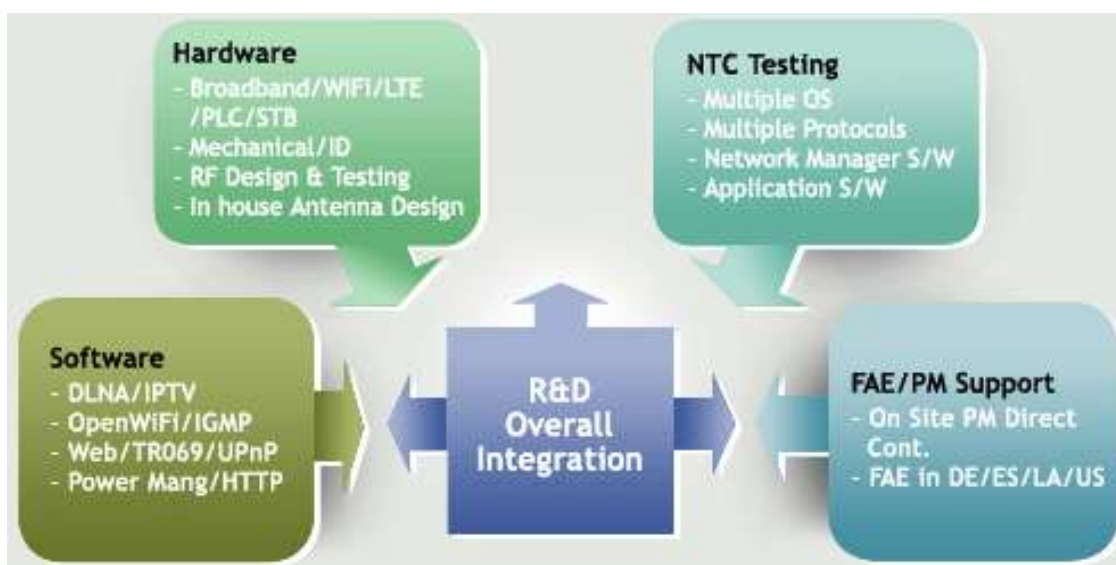 Hardware
- Broadband/WiFi/LTE
/PLC/STB
- Mechanical/ID
- RF Design & Testing
- In house Antenna Design
NTC Testing
- Multiple OS
- Multiple Protocols
- Network Manager S/W
- Application S/W
Software
- DLNA/IPTV
- OpenWiFi/IGMP
- Web/TR069/UPnP
- Power Mang/HTTP
R&D
Overall
Integration
FAE/PM Support
- On Site PM Direct
Cont.
- FAE in DE/ES/LA/US